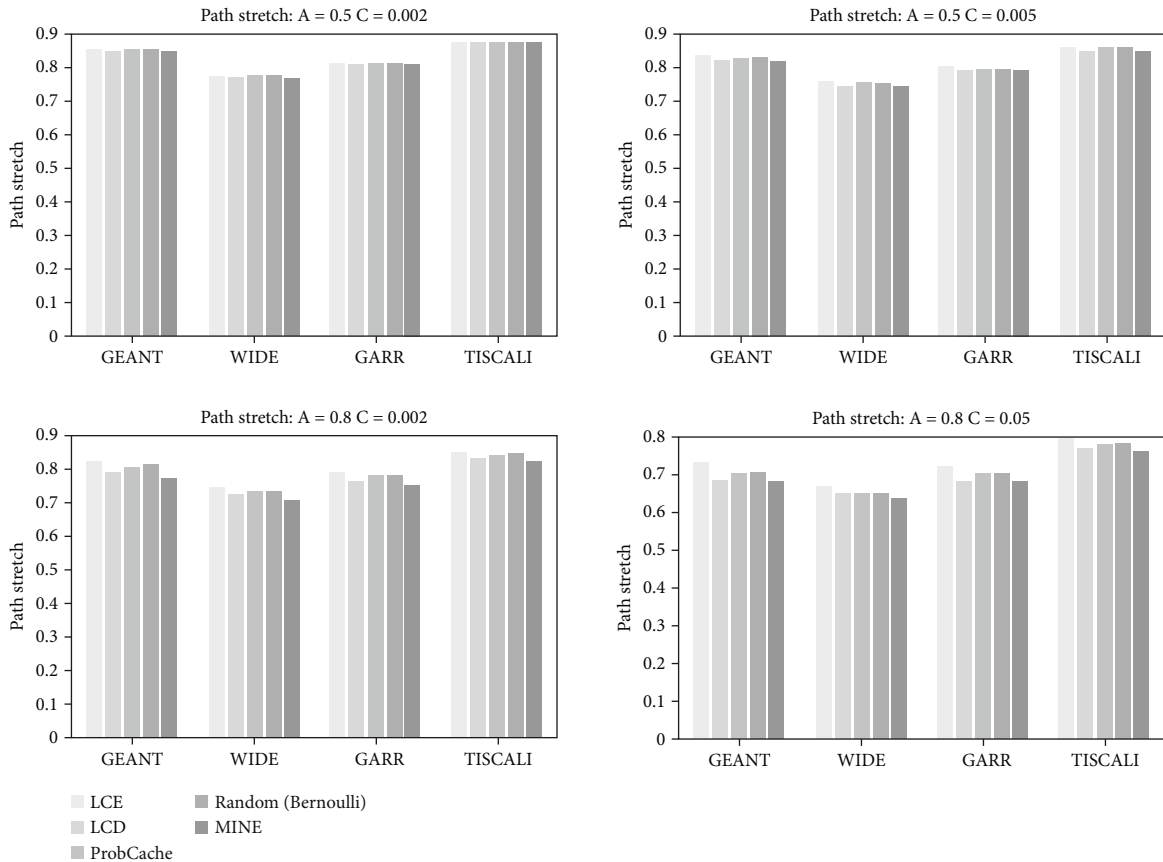 Path stretch: A = 0.5 C = 0.002
0.9
0.8
0.7
0.6
0.5
0.4
0.3
0.2
0.1
0
Path stretch
GEANT WIDE GARR TISCALI
Path stretch: A = 0.5 C = 0.005
0.9
0.8
0.7
0.6
0.5
0.4
0.3
0.2
0.1
0
Path stretch
GEANT WIDE GARR TISCALI
Path stretch: A = 0.8 C = 0.002
0.9
0.8
0.7
0.6
0.5
0.4
0.3
0.2
0.1
0
Path stretch
GEANT WIDE GARR TISCALI
Path stretch: A = 0.8 C = 0.05
0.8
0.7
0.6
0.5
0.4
0.3
0.2
0.1
0
Path stretch
GEANT WIDE GARR TISCALI
LCE
LCD
ProbCache
Random (Bernoulli)
MINE